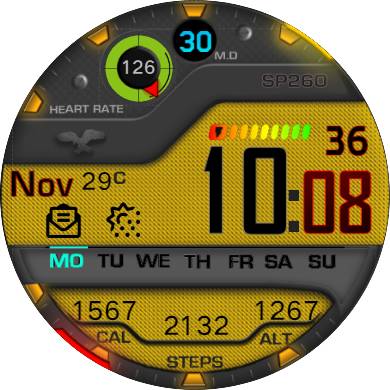 30
126
M.D
SP260
HEART RATE
36
Nov 29c
10:08
MO TU WE TH FR SA SU
1567 2132 1267
CAL ALT
STEPS